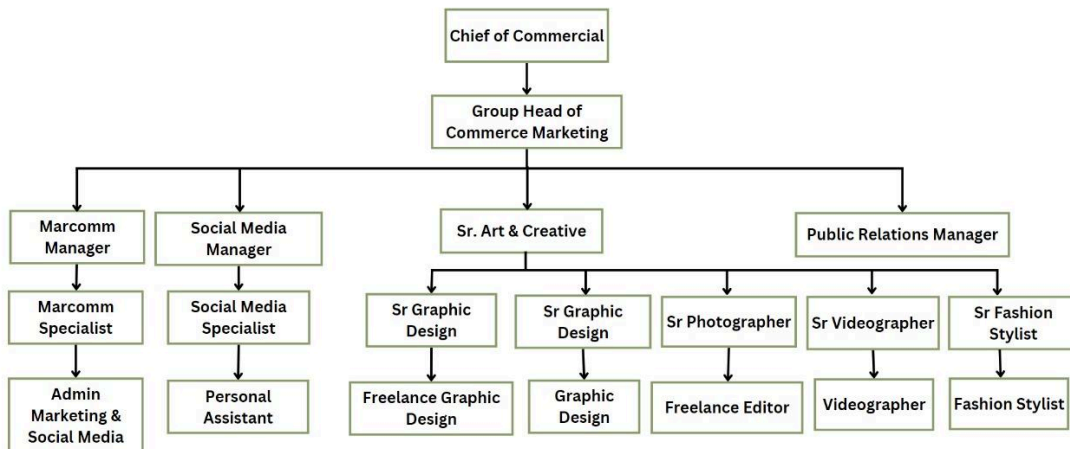 Chief of Commercial
Group Head of
Commerce Marketing
Marcomm
Manager
Social Media
Manager
Sr. Art & Creative
Public Relations Manager
Marcomm
Specialist
Social Media
Specialist
Sr Graphic
Design
Sr Graphic
Design
Sr Photographer
Sr Videographer
Sr Fashion
Stylist
Admin
Marketing &
Social Media
Personal
Assistant
Freelance Graphic
Design
Graphic
Design
Freelance Editor
Videographer
Fashion Stylist